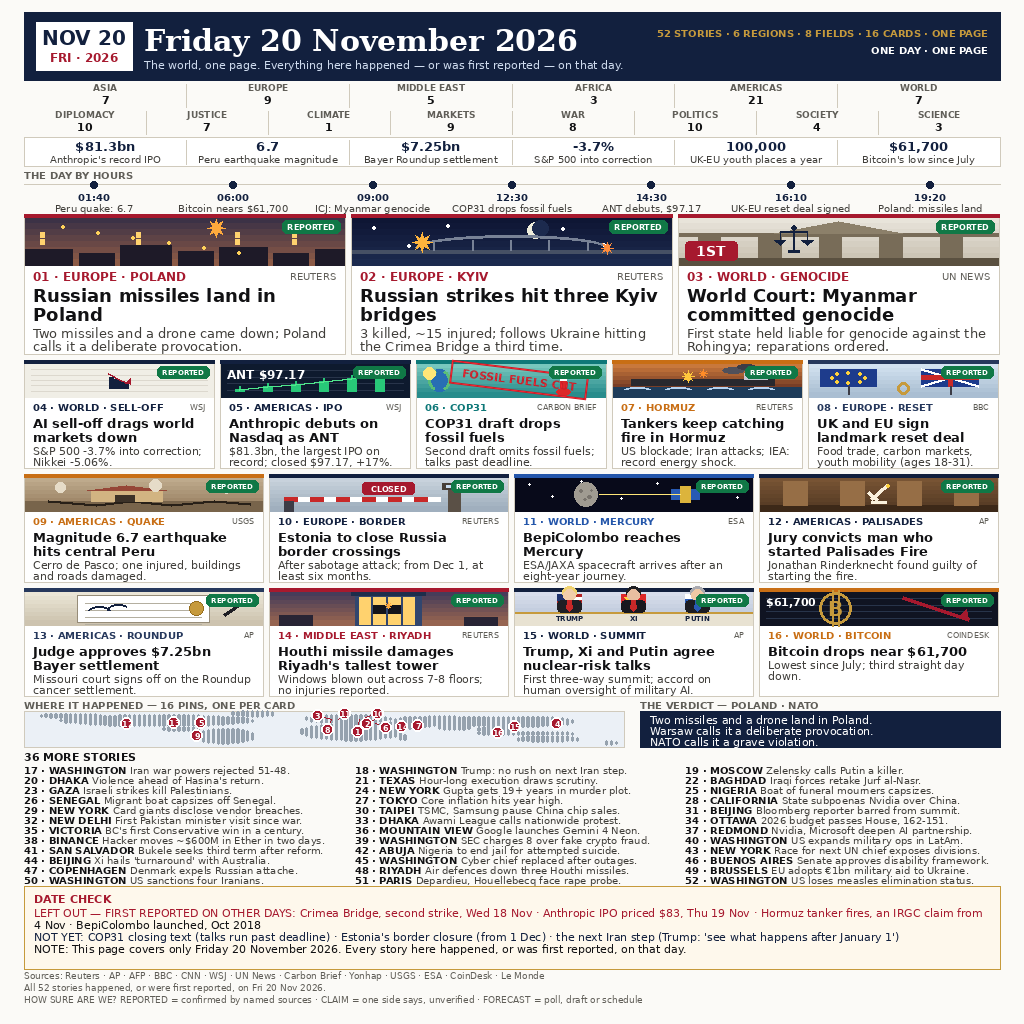 NOV 20
FRI · 2026
Friday 20 November 2026
The world, one page. Everything here happened — or was first reported — on that day.
52 STORIES · 6 REGIONS · 8 FIELDS · 16 CARDS · ONE PAGE
ONE DAY · ONE PAGE
ASIA EUROPE MIDDLE EAST AFRICA AMERICAS WORLD
7 9 5 3 21 7
DIPLOMACY JUSTICE CLIMATE MARKETS WAR POLITICS SOCIETY SCIENCE
10 7 1 9 8 10 4 3
$81.3bn 6.7 $7.25bn -3.7% 100,000 $61,700
Anthropic's record IPO Peru earthquake magnitude Bayer Roundup settlement S&P 500 into correction UK-EU youth places a year Bitcoin's low since July
THE DAY BY HOURS
01:40 06:00 09:00 12:30 14:30 16:10 19:20
Peru quake: 6.7 Bitcoin nears $61,700 ICJ: Myanmar genocide COP31 drops fossil fuels ANT debuts, $97.17 UK-EU reset deal signed Poland: missiles land
REPORTED
01 · EUROPE · POLAND REUTERS
Russian missiles land in
Poland
Two missiles and a drone came down; Poland
calls it a deliberate provocation.
REPORTED
02 · EUROPE · KYIV REUTERS
Russian strikes hit three Kyiv
bridges
3 killed, ~15 injured; follows Ukraine hitting
the Crimea Bridge a third time.
REPORTED
1ST
03 · WORLD · GENOCIDE UN NEWS
World Court: Myanmar
committed genocide
First state held liable for genocide against the
Rohingya; reparations ordered.
REPORTED
04 · WORLD · SELL-OFF WSJ
AI sell-off drags world
markets down
S&P 500 -3.7% into correction;
Nikkei -5.06%.
ANT $97.17
REPORTED
05 · AMERICAS · IPO WSJ
Anthropic debuts on
Nasdaq as ANT
$81.3bn, the largest IPO on
record; closed $97.17, +17%.
FOSSIL FUELS CUT
REPORTED
06 · COP31 CARBON BRIEF
COP31 draft drops
fossil fuels
Second draft omits fossil fuels;
talks past deadline.
REPORTED
07 · HORMUZ REUTERS
Tankers keep catching
fire in Hormuz
US blockade; Iran attacks; IEA:
record energy shock.
REPORTED
08 · EUROPE · RESET BBC
UK and EU sign
landmark reset deal
Food trade, carbon markets,
youth mobility (ages 18-31).
REPORTED
09 · AMERICAS · QUAKE USGS
Magnitude 6.7 earthquake
hits central Peru
Cerro de Pasco; one injured, buildings
and roads damaged.
CLOSED
REPORTED
10 · EUROPE · BORDER REUTERS
Estonia to close Russia
border crossings
After sabotage attack; from Dec 1, at
least six months.
REPORTED
11 · WORLD · MERCURY ESA
BepiColombo reaches
Mercury
ESA/JAXA spacecraft arrives after an
eight-year journey.
REPORTED
12 · AMERICAS · PALISADES AP
Jury convicts man who
started Palisades Fire
Jonathan Rinderknecht found guilty of
starting the fire.
REPORTED
13 · AMERICAS · ROUNDUP AP
Judge approves $7.25bn
Bayer settlement
Missouri court signs off on the Roundup
cancer settlement.
REPORTED
14 · MIDDLE EAST · RIYADH REUTERS
Houthi missile damages
Riyadh's tallest tower
Windows blown out across 7-8 floors;
no injuries reported.
TRUMP XI PUTIN
REPORTED
15 · WORLD · SUMMIT AP
Trump, Xi and Putin agree
nuclear-risk talks
First three-way summit; accord on
human oversight of military AI.
$61,700
B
REPORTED
16 · WORLD · BITCOIN COINDESK
Bitcoin drops near $61,700
Lowest since July; third straight day
down.
WHERE IT HAPPENED — 16 PINS, ONE PER CARD
THE VERDICT — POLAND · NATO
Two missiles and a drone land in Poland.
Warsaw calls it a deliberate provocation.
NATO calls it a grave violation.
36 MORE STORIES
17 · WASHINGTON Iran war powers rejected 51-48. 18 · WASHINGTON Trump: no rush on next Iran step. 19 · MOSCOW Zelensky calls Putin a killer.
20 · DHAKA Violence ahead of Hasina's return. 21 · TEXAS Hour-long execution draws scrutiny. 22 · BAGHDAD Iraqi forces retake Jurf al-Nasr.
23 · GAZA Israeli strikes kill Palestinians. 24 · NEW YORK Gupta gets 19+ years in murder plot. 25 · NIGERIA Boat of funeral mourners capsizes.
26 · SENEGAL Migrant boat capsizes off Senegal. 27 · TOKYO Core inflation hits year high. 28 · CALIFORNIA State subpoenas Nvidia over China.
29 · NEW YORK Card giants disclose vendor breaches. 30 · TAIPEI TSMC, Samsung pause China chip sales. 31 · BEIJING Bloomberg reporter barred from summit.
32 · NEW DELHI First Pakistan minister visit since war. 33 · DHAKA Awami League calls nationwide protest. 34 · OTTAWA 2026 budget passes House, 162-151.
35 · VICTORIA BC's first Conservative win in a century. 36 · MOUNTAIN VIEW Google launches Gemini 4 Neon. 37 · REDMOND Nvidia, Microsoft deepen AI partnership.
38 · BINANCE Hacker moves ~$600M in Ether in two days. 39 · WASHINGTON SEC charges 8 over fake crypto fraud. 40 · WASHINGTON US expands military ops in LatAm.
41 · SAN SALVADOR Bukele seeks third term after reform. 42 · ABUJA Nigeria to end jail for attempted suicide. 43 · NEW YORK Race for next UN chief exposes divisions.
44 · BEIJING Xi hails 'turnaround' with Australia. 45 · WASHINGTON Cyber chief replaced after outages. 46 · BUENOS AIRES Senate approves disability framework.
47 · COPENHAGEN Denmark expels Russian attache. 48 · RIYADH Air defences down three Houthi missiles. 49 · BRUSSELS EU adopts €1bn military aid to Ukraine.
50 · WASHINGTON US sanctions four Iranians. 51 · PARIS Depardieu, Houellebecq face rape probe. 52 · WASHINGTON US loses measles elimination status.
DATE CHECK
LEFT OUT — FIRST REPORTED ON OTHER DAYS: Crimea Bridge, second strike, Wed 18 Nov · Anthropic IPO priced $83, Thu 19 Nov · Hormuz tanker fires, an IRGC claim from
4 Nov · BepiColombo launched, Oct 2018
NOT YET: COP31 closing text (talks run past deadline) · Estonia's border closure (from 1 Dec) · the next Iran step (Trump: 'see what happens after January 1')
NOTE: This page covers only Friday 20 November 2026. Every story here happened, or was first reported, on that day.
Sources: Reuters · AP · AFP · BBC · CNN · WSJ · UN News · Carbon Brief · Yonhap · USGS · ESA · CoinDesk · Le Monde
All 52 stories happened, or were first reported, on Fri 20 Nov 2026.
HOW SURE ARE WE? REPORTED = confirmed by named sources · CLAIM = one side says, unverified · FORECAST = poll, draft or schedule